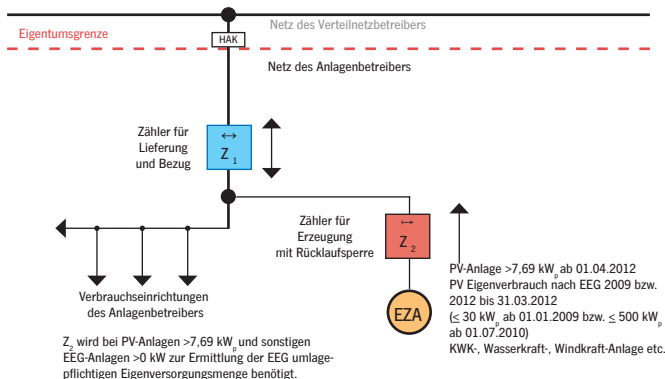 Netz des Verteilnetzbetreibers
Eigentumsgrenze
HAK
Netz des Anlagenbetreibers
Zähler für
Lieferung
und Bezug
↔
Z 1
Zähler für
Erzeugung
mit Rücklaufsperre
↦
Z 2
Verbrauchseinrichtungen
des Anlagenbetreibers
EZA
PV-Anlage >7,69 kWp ab 01.04.2012
PV Eigenverbrauch nach EEG 2009 bzw.
2012 bis 31.03.2012
(≤ 30 kWp ab 01.01.2009 bzw. ≤ 500 kWp
ab 01.07.2010)
KWK-, Wasserkraft-, Windkraft-Anlage etc.
Z2 wird bei PV-Anlagen >7,69 kWp und sonstigen
EEG-Anlagen >0 kW zur Ermittlung der EEG umlage-
pflichtigen Eigenversorgungsmenge benötigt.